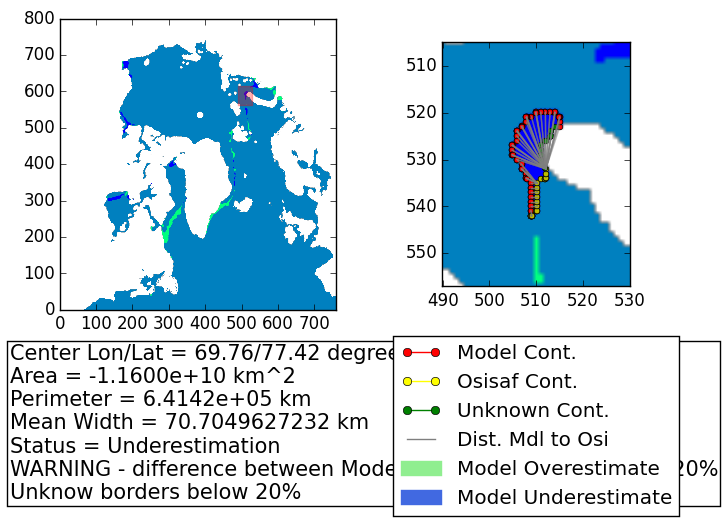 800
700
600
500
400
300
200
100
0
0 100 200 300 400 500 600 700
510
520
530
540
550
490 500 510 520 530
Center Lon/Lat = 69.76/77.42
Area = -1.1600e+10 km^2
Perimeter = 6.4142e+05 km
Mean Width = 70.7049627232 km
Status = Underestimation
WARNING - difference between 20%
Unknow borders below 20%
Model Cont.
Osisaf Cont.
Unknown Cont.
Dist. Mdl to Osi
Model Overestimate
Model Underestimate